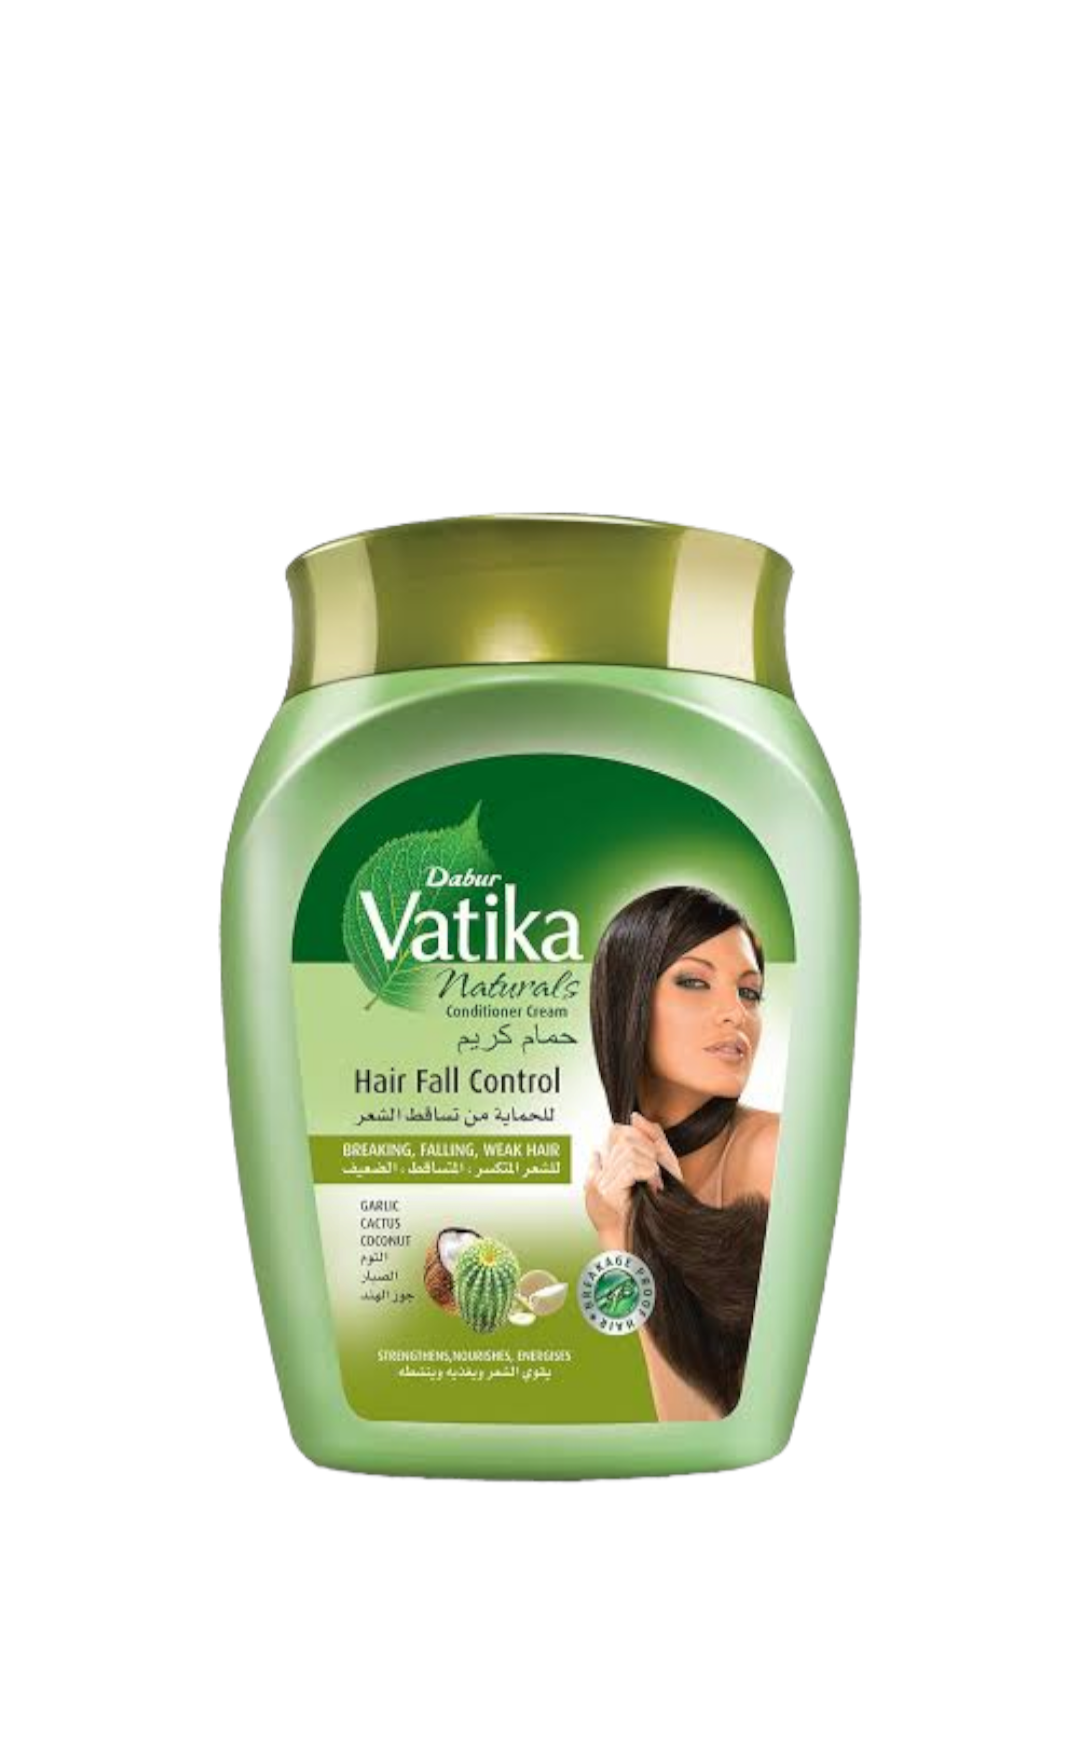 Dabur
Vatika
Naturals
Conditioner Cream
حمام كريم
Hair Fall Control
للحماية من تساقط الشعر
BREAKING, FALLING, WEAK HAIR
للشعر المتكسر، المتساقط، الضعيف
GARLIC
CACTUS
COCONUT
الثوم
الصبار
جوز الهند
BREAKAGE PROOF HAIR
STRENGTHENS,NOURISHES, ENERGISES
يقوي الشعر ويغذيه وينشطه